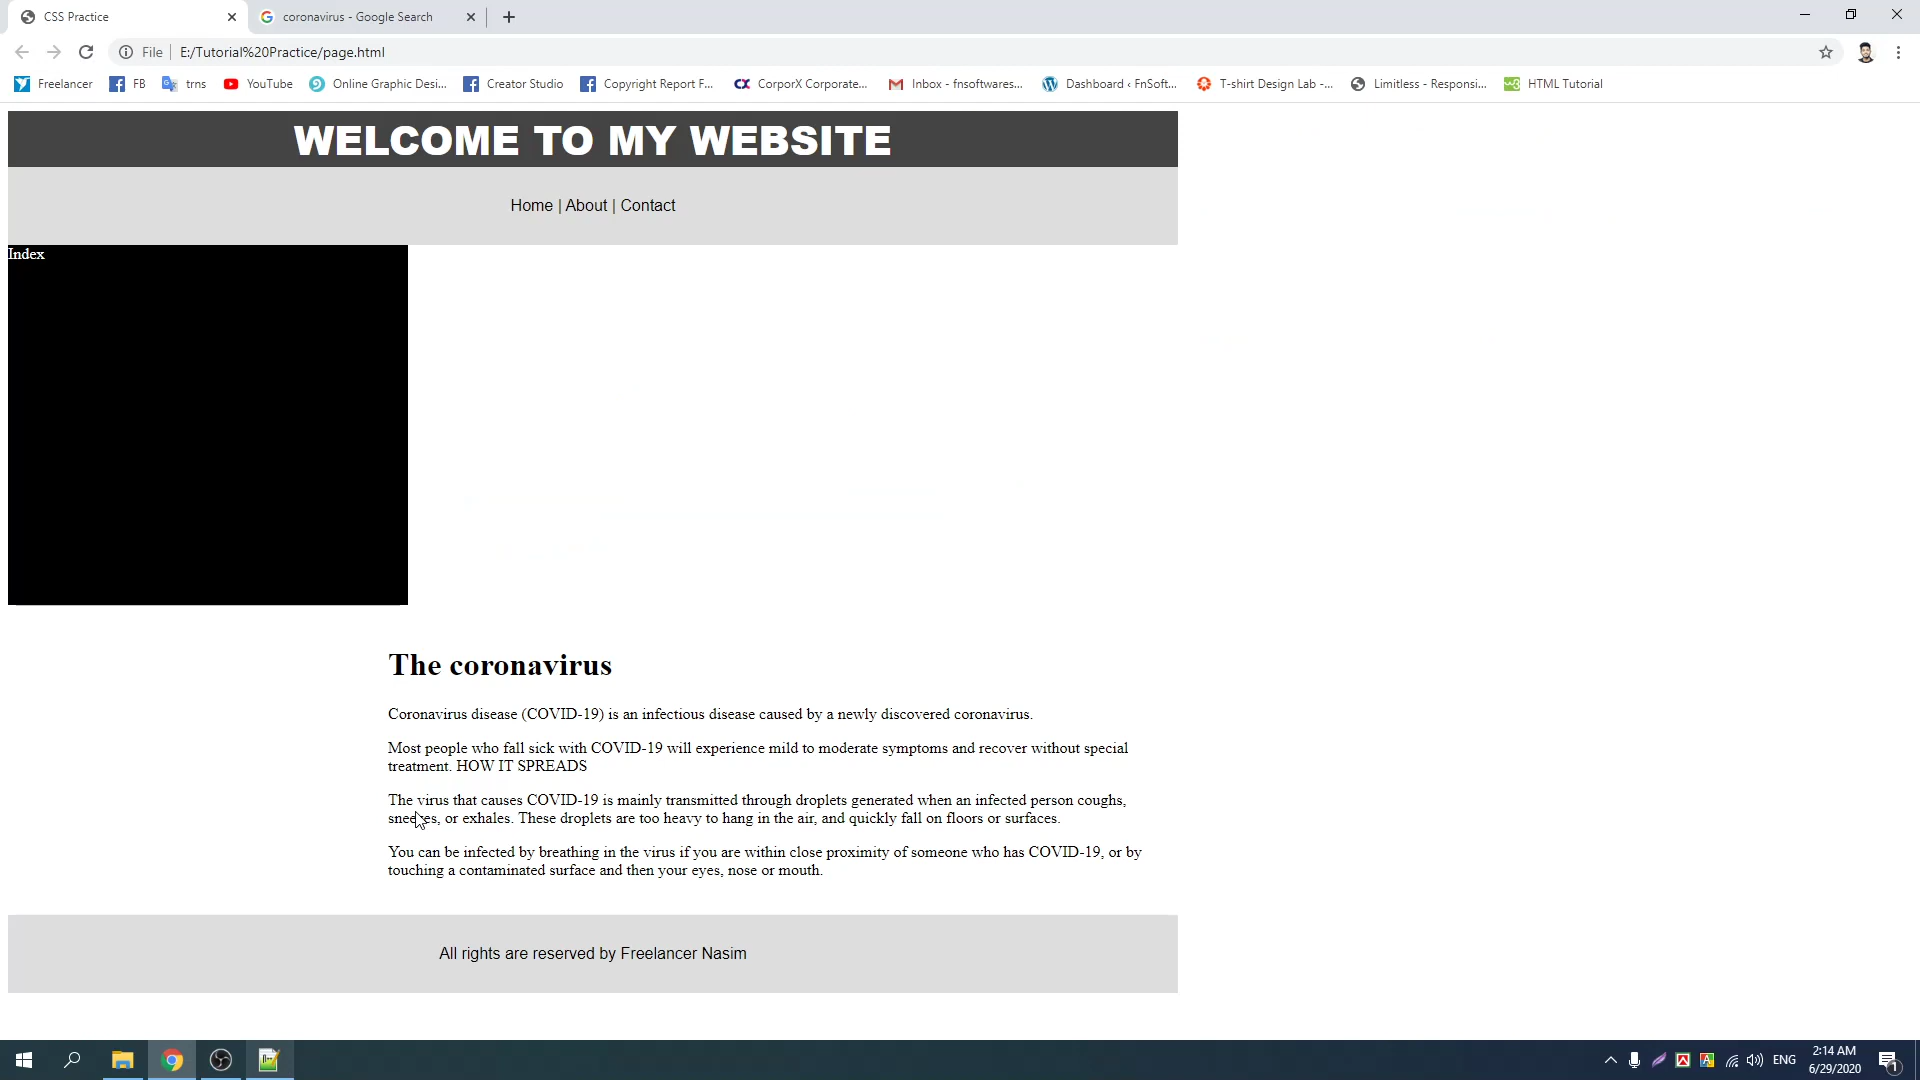 CSS Practice
coronavirus - Google Search
File
E:/Tutorial%20Practice/page.html
Freelancer
FB
trns
YouTube
Online Graphic Desi...
Creator Studio
Copyright Report F...
CX
CorporX Corporate...
Inbox - fnsoftwares...
Dashboard ‹ FnSoft...
T-shirt Design Lab -...
Limitless - Responsi...
HTML Tutorial
WELCOME TO MY WEBSITE
Home | About | Contact
Index
The coronavirus
Coronavirus disease (COVID-19) is an infectious disease caused by a newly discovered coronavirus.
Most people who fall sick with COVID-19 will experience mild to moderate symptoms and recover without special
treatment. HOW IT SPREADS
The virus that causes COVID-19 is mainly transmitted through droplets generated when an infected person coughs,
sneezes, or exhales. These droplets are too heavy to hang in the air, and quickly fall on floors or surfaces.
You can be infected by breathing in the virus if you are within close proximity of someone who has COVID-19, or by
touching a contaminated surface and then your eyes, nose or mouth.
All rights are reserved by Freelancer Nasim
ENG
2:14 AM
6/29/2020
1